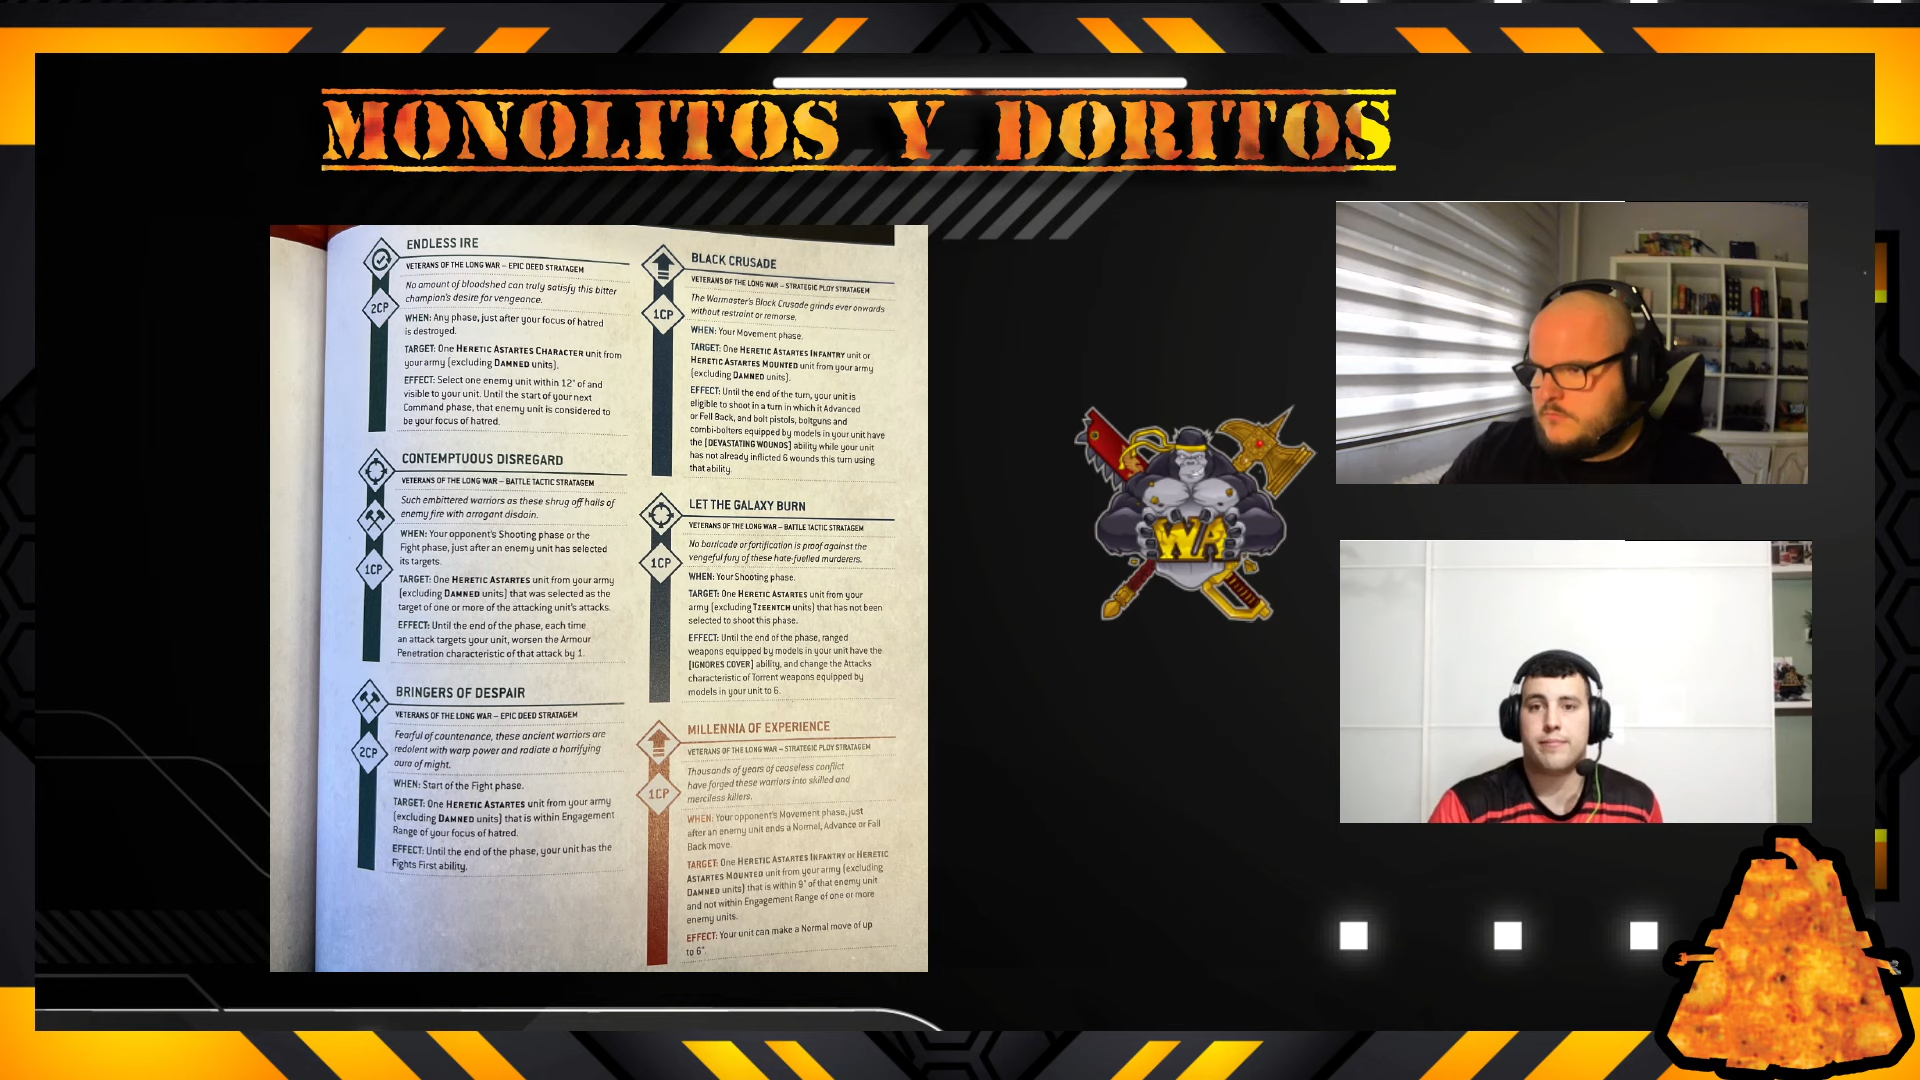 MONOLITOS Y DORITOS
ENDLESS IRE
VETERANS OF THE LONG WAR – EPIC DEED STRATAGEM
No amount of bloodshed can truly satisfy this bitter
champion's desire for vengeance.
2CP
WHEN: Any phase, just after your focus of hatred
is destroyed.
TARGET: One HERETIC ASTARTES CHARACTER unit from
your army (excluding DAMNED units).
EFFECT: Select one enemy unit within 12" of and
visible to your unit. Until the start of your next
Command phase, that enemy unit is considered to
be your focus of hatred.
CONTEMPTUOUS DISREGARD
VETERANS OF THE LONG WAR – BATTLE TACTIC STRATAGEM
Such embittered warriors as these shrug off hails of
enemy fire with arrogant disdain.
WHEN: Your opponent's Shooting phase or the
Fight phase, just after an enemy unit has selected
its targets.
1CP
TARGET: One HERETIC ASTARTES unit from your army
(excluding DAMNED units) that was selected as the
target of one or more of the attacking unit's attacks.
EFFECT: Until the end of the phase, each time
an attack targets your unit, worsen the Armour
Penetration characteristic of that attack by 1.
BRINGERS OF DESPAIR
VETERANS OF THE LONG WAR – EPIC DEED STRATAGEM
Fearful of countenance, these ancient warriors are
redolent with warp power and radiate a horrifying
aura of might.
2CP
WHEN: Start of the Fight phase.
TARGET: One HERETIC ASTARTES unit from your army
(excluding DAMNED units) that is within Engagement
Range of your focus of hatred.
EFFECT: Until the end of the phase, your unit has the
Fights First ability.
BLACK CRUSADE
VETERANS OF THE LONG WAR – STRATEGIC PLOY STRATAGEM
The Warmaster's Black Crusade grinds ever onwards
without restraint or remorse.
1CP
WHEN: Your Movement phase.
TARGET: One HERETIC ASTARTES INFANTRY unit or
HERETIC ASTARTES MOUNTED unit from your army
(excluding DAMNED units).
EFFECT: Until the end of the turn, your unit is
eligible to shoot in a turn in which it Advanced
or Fell Back, and bolt pistols, boltguns and
combi-bolters equipped by models in your unit have
the [DEVASTATING WOUNDS] ability while your unit
has not already inflicted 6 wounds this turn using
that ability.
LET THE GALAXY BURN
VETERANS OF THE LONG WAR – BATTLE TACTIC STRATAGEM
No barricade or fortification is proof against the
vengeful fury of these hate-fuelled murderers.
1CP
WHEN: Your Shooting phase.
TARGET: One HERETIC ASTARTES unit from your
army (excluding TZEENTCH units) that has not been
selected to shoot this phase.
EFFECT: Until the end of the phase, ranged
weapons equipped by models in your unit have the
[IGNORES COVER] ability, and change the Attacks
characteristic of Torrent weapons equipped by
models in your unit to 6.
MILLENNIA OF EXPERIENCE
VETERANS OF THE LONG WAR – STRATEGIC PLOY STRATAGEM
Thousands of years of ceaseless conflict
have forged these warriors into skilled and
merciless killers.
1CP
WHEN: Your opponent's Movement phase, just
after an enemy unit ends a Normal, Advance or Fall
Back move.
TARGET: One HERETIC ASTARTES INFANTRY or HERETIC
ASTARTES MOUNTED unit from your army (excluding
DAMNED units) that is within 9" of that enemy unit
and not within Engagement Range of one or more
enemy units.
EFFECT: Your unit can make a Normal move of up
to 6".
WA